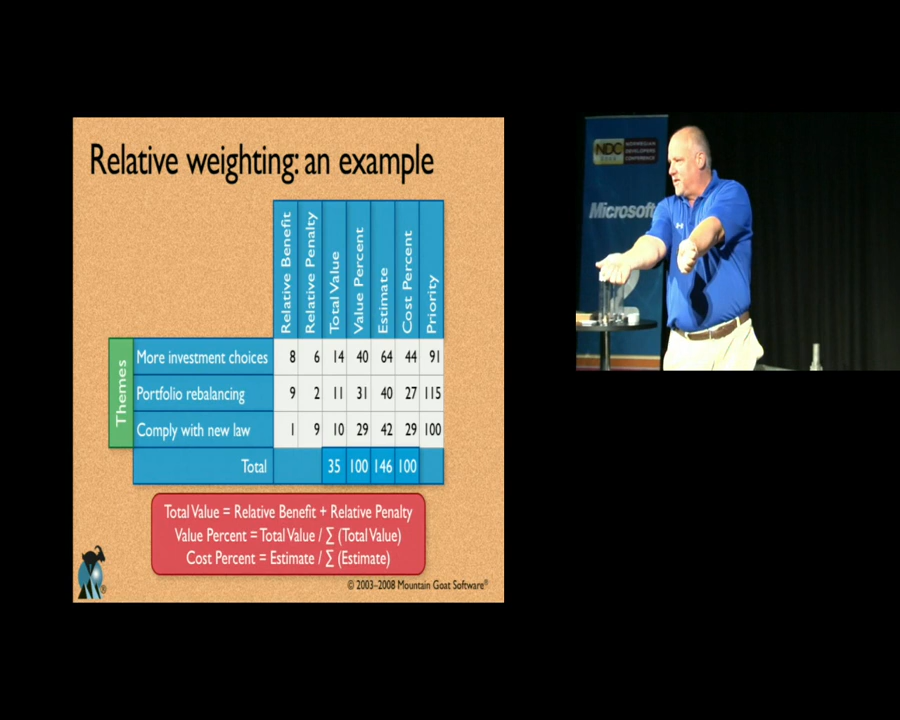 Relative weighting: an example
Relative Benefit
Relative Penalty
Total Value
Value Percent
Estimate
Cost Percent
Priority
Themes
More investment choices 8 6 14 40 64 44 91
Portfolio rebalancing 9 2 11 31 40 27 115
Comply with new law 1 9 10 29 42 29 100
Total 35 100 146 100
Total Value = Relative Benefit + Relative Penalty
Value Percent = Total Value / ∑ (Total Value)
Cost Percent = Estimate / ∑ (Estimate)
© 2003–2008 Mountain Goat Software®
NDC
NORWEGIAN
DEVELOPERS
CONFERENCE
Microsoft